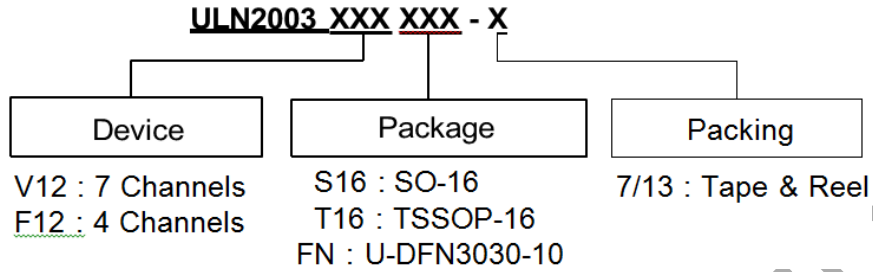 ULN2003 XXX XXX - X
Device Package Packing
V12 : 7 Channels S16 : SO-16 7/13 : Tape & Reel
F12 : 4 Channels T16 : TSSOP-16
FN : U-DFN3030-10